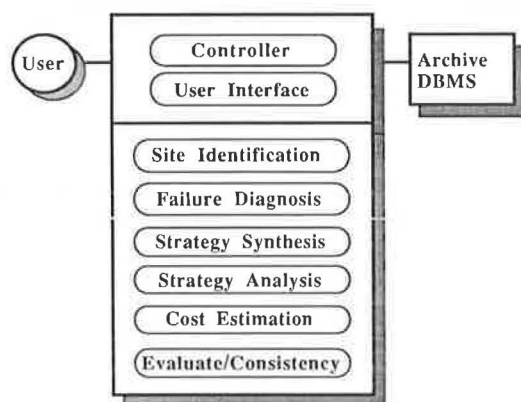 User
Controller
User Interface
Archive
DBMS
Site Identification
Failure Diagnosis
Strategy Synthesis
Strategy Analysis
Cost Estimation
Evaluate/Consistency